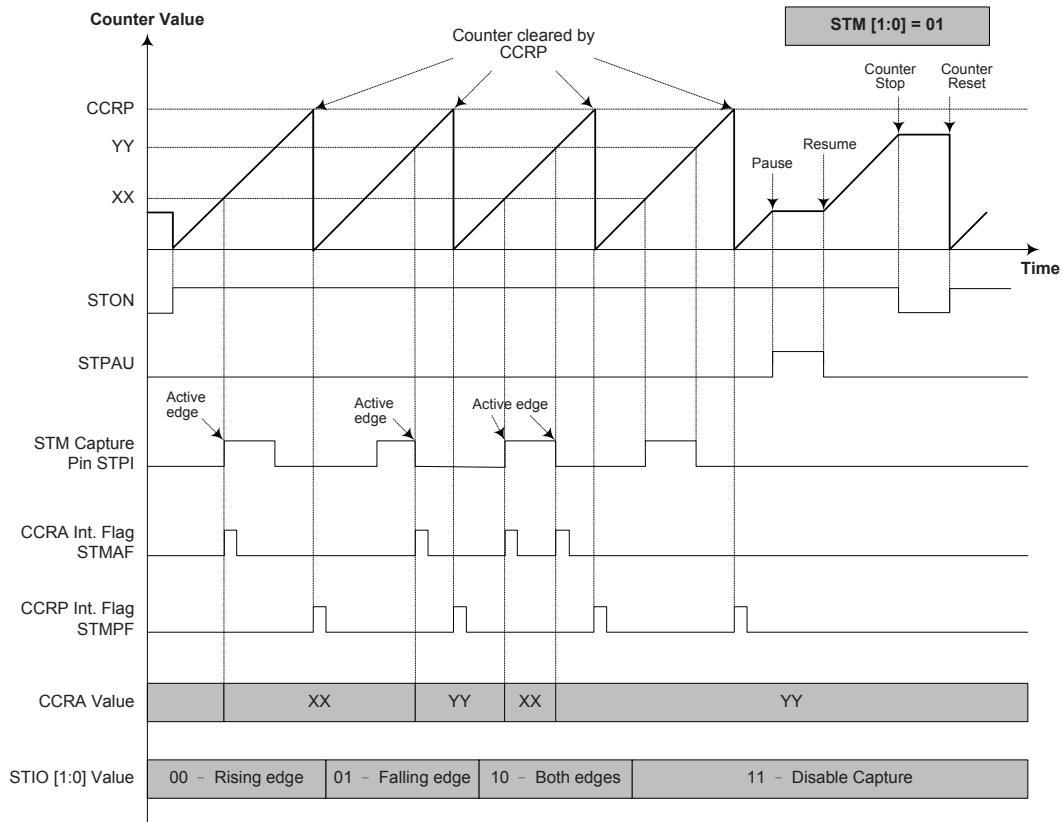 Counter Value
STM [1:0] = 01
Counter cleared by
CCRP
Counter
Stop
Counter
Reset
CCRP
YY
Resume
Pause
XX
Time
STON
STPAU
Active
edge
Active
edge
Active edge
STM Capture
Pin STPI
CCRA Int. Flag
STMAF
CCRP Int. Flag
STMPF
CCRA Value
XX
YY
XX
YY
STIO [1:0] Value
00 – Rising edge
01 – Falling edge
10 – Both edges
11 – Disable Capture